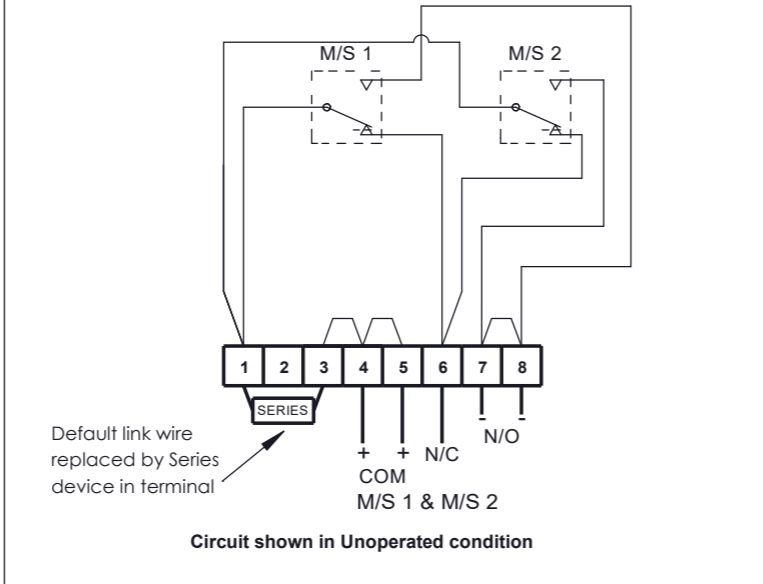 M/S 1 M/S 2
1 2 3 4 5 6 7 8
SERIES
Default link wire
replaced by Series
device in terminal
+ + N/C - N/O -
COM
M/S 1 & M/S 2
Circuit shown in Unoperated condition